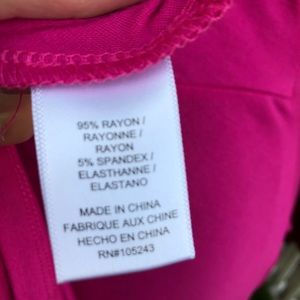 95% RAYON /
RAYONNE /
RAYON
5% SPANDEX /
ELASTHANNE /
ELASTANO
MADE IN CHINA
FABRIQUE AUX CHINE
HECHO EN CHINA
RN#105243